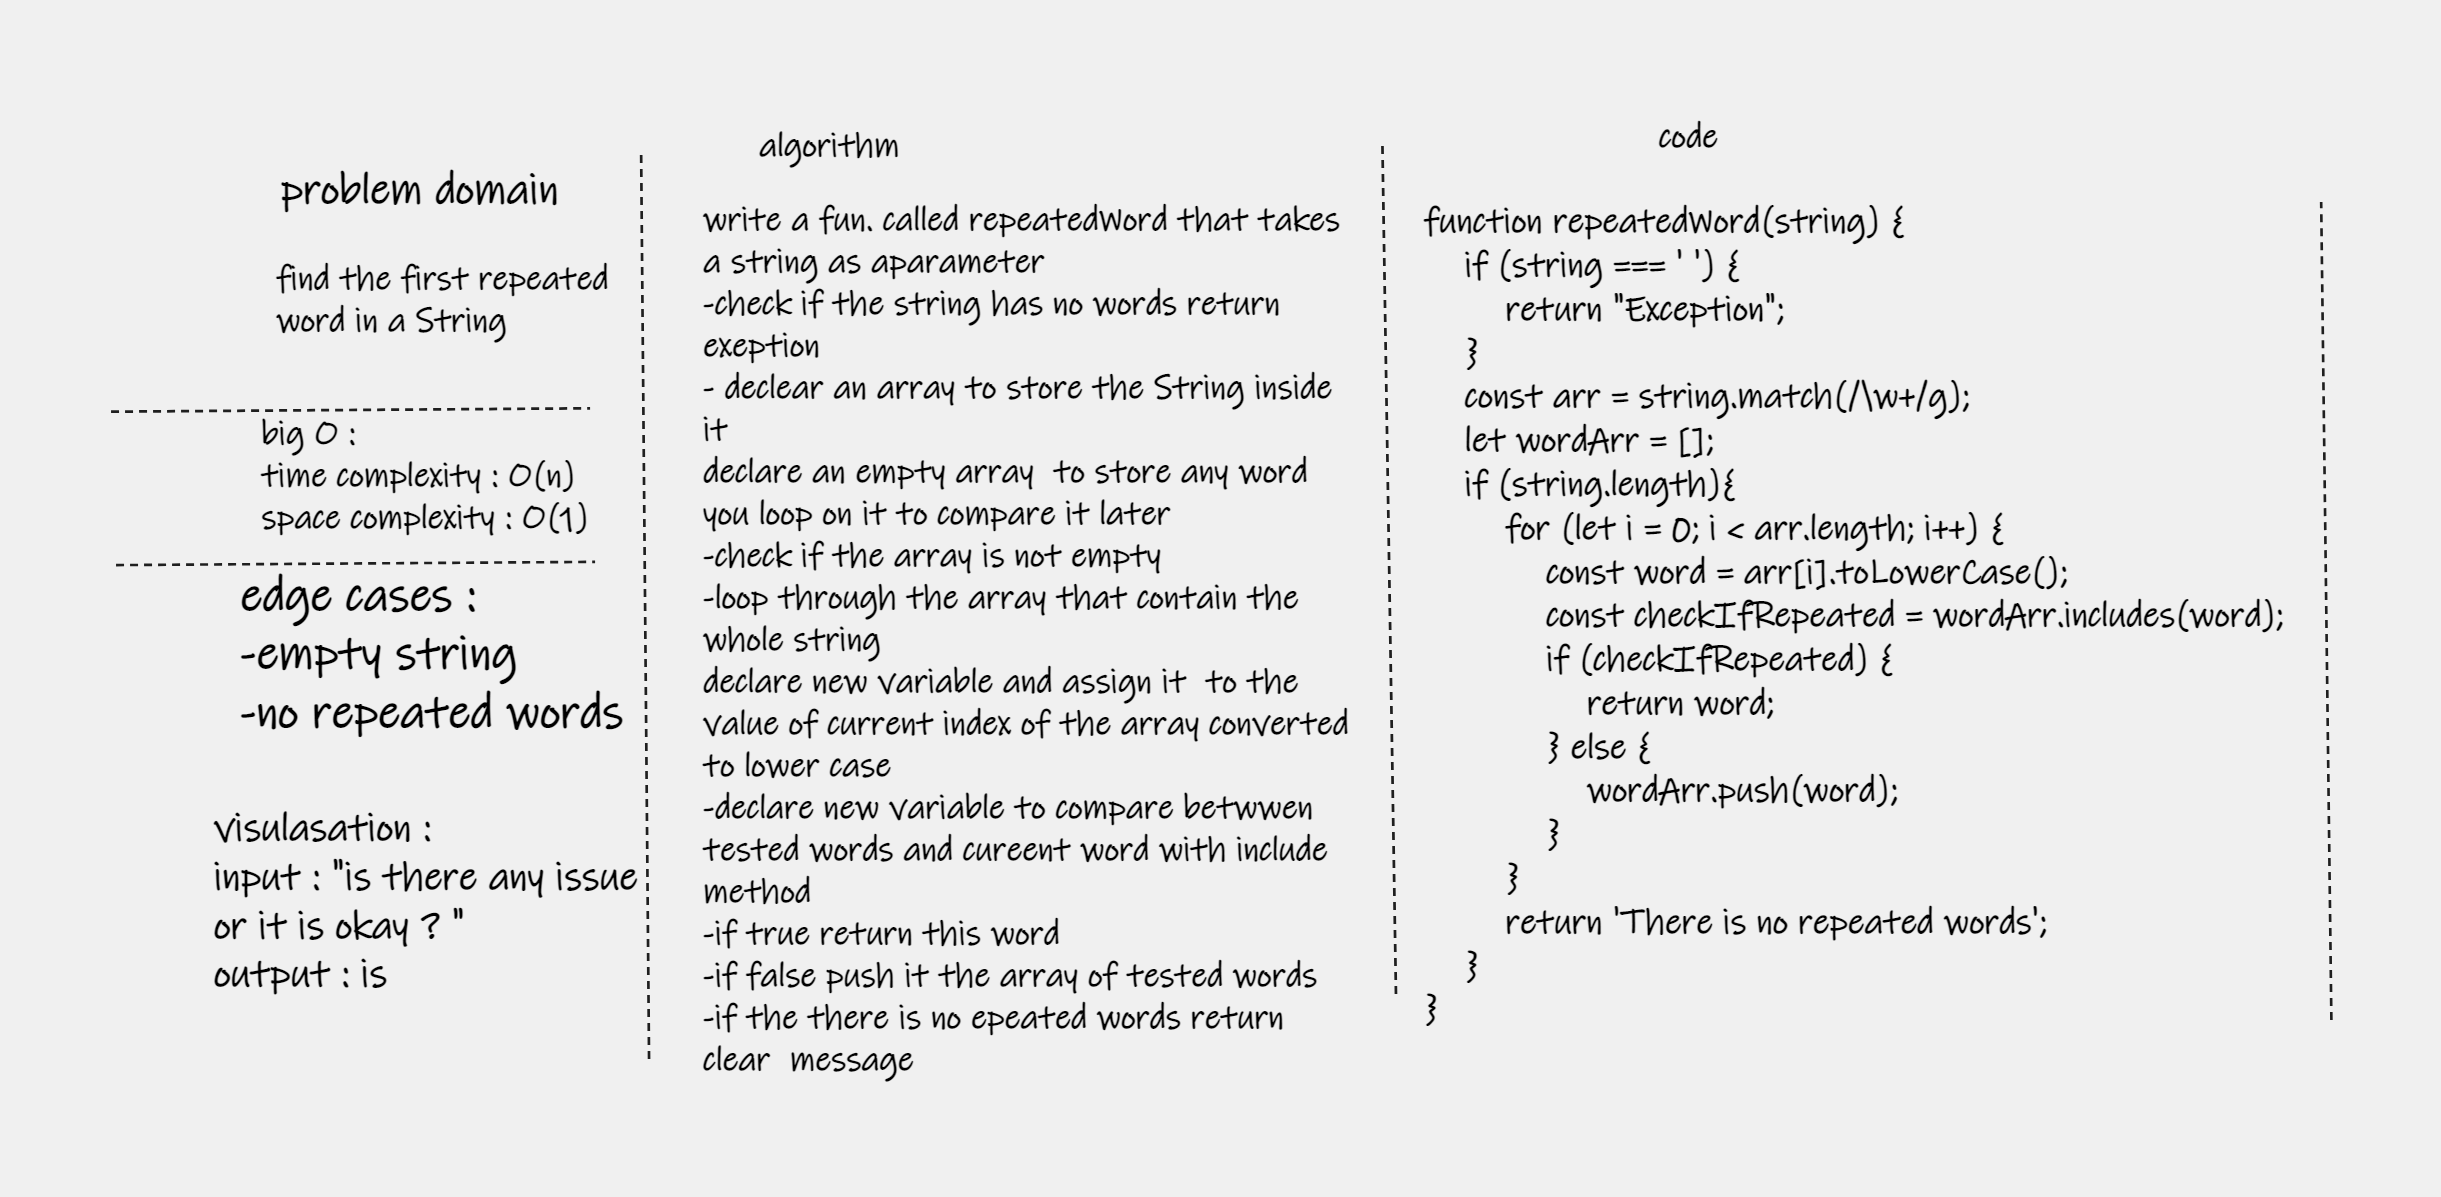 problem domain
find the first repeated
word in a String
big O :
time complexity : O(n)
space complexity : O(1)
edge cases :
-empty string
-no repeated words
visulasation :
input : "is there any issue
or it is okay ? "
output : is
algorithm
write a fun. called repeatedWord that takes
a string as aparameter
-check if the string has no words return
exeption
- declear an array to store the String inside
it
declare an empty array  to store any word
you loop on it to compare it later
-check if the array is not empty
-loop through the array that contain the
whole string
declare new variable and assign it  to the
value of current index of the array converted
to lower case
-declare new variable to compare betwwen
tested words and cureent word with include
method
-if true return this word
-if false push it the array of tested words
-if the there is no epeated words return
clear  message
code
function repeatedWord(string) {
if (string === ' ') {
return "Exception";
}
const arr = string.match(/\w+/g);
let wordArr = [];
if (string.length){
for (let i = 0; i < arr.length; i++) {
const word = arr[i].toLowerCase();
const checkIfRepeated = wordArr.includes(word);
if (checkIfRepeated) {
return word;
} else {
wordArr.push(word);
}
}
return 'There is no repeated words';
}
}